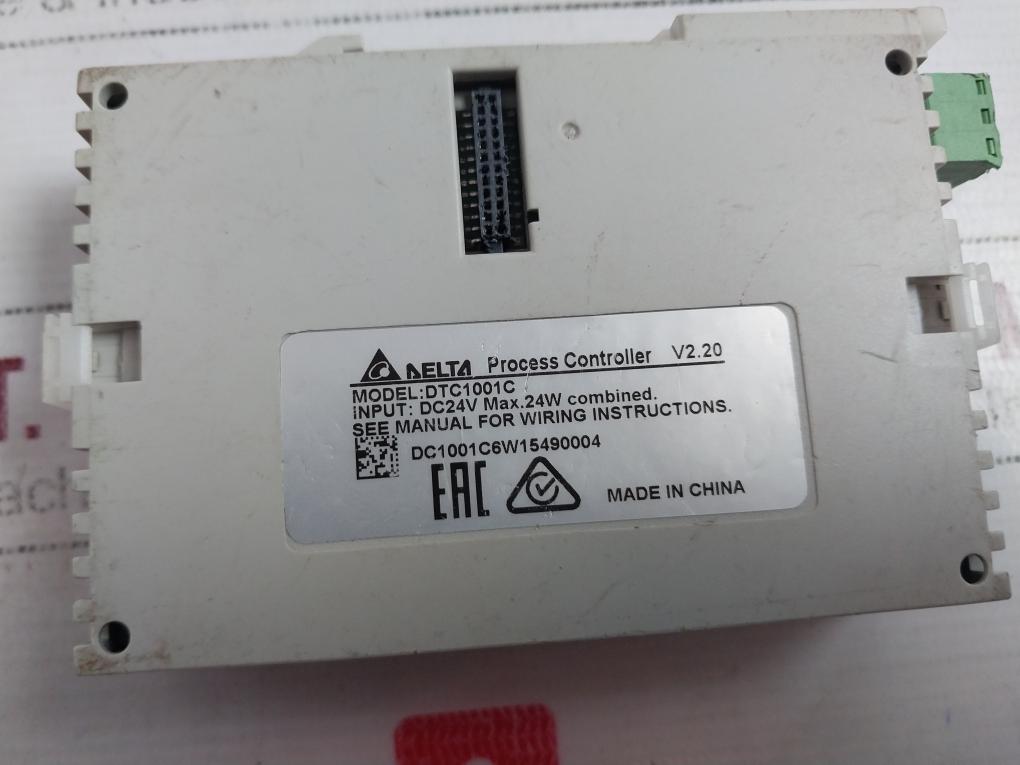 DELTA Process Controller V2.20
MODEL:DTC1001C
INPUT: DC24V Max.24W combined.
SEE MANUAL FOR WIRING INSTRUCTIONS.
DC1001C6W15490004
EAC
MADE IN CHINA